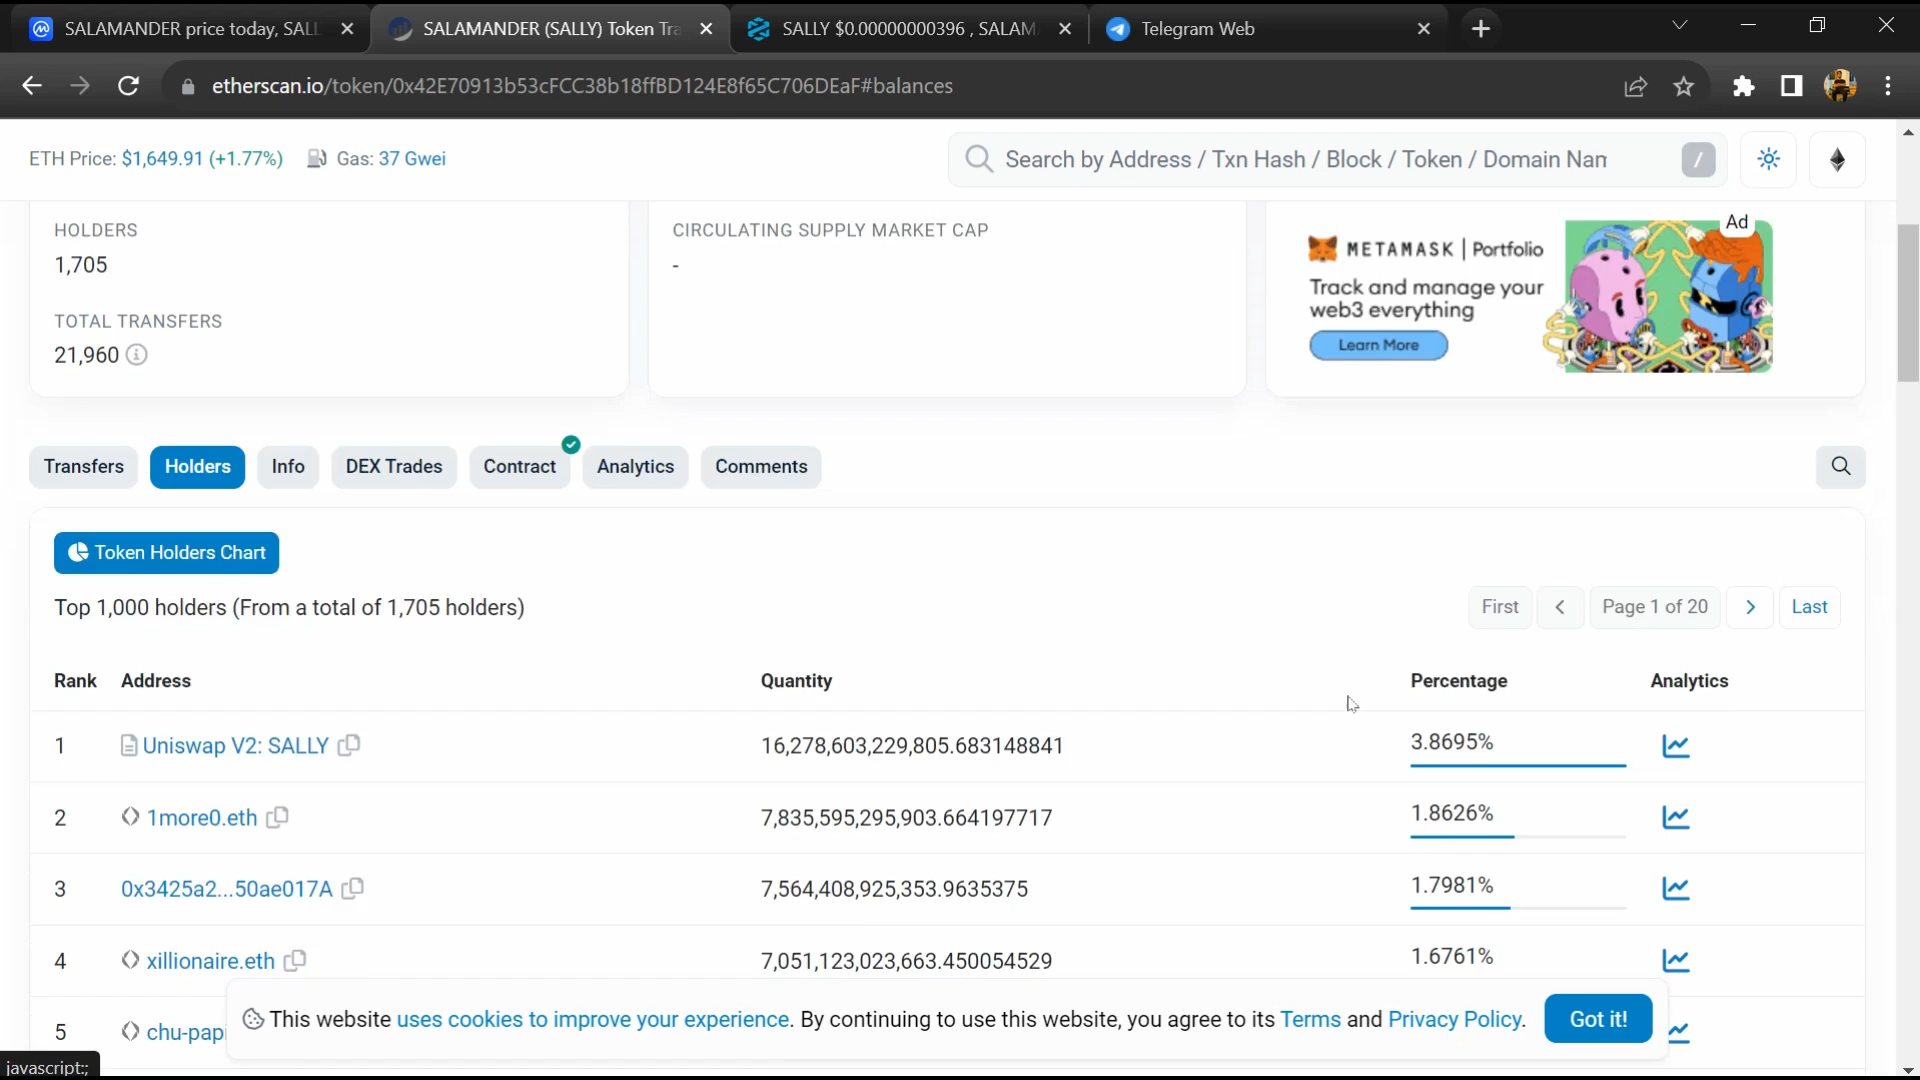 SALAMANDER price today, SALL
SALAMANDER (SALLY) Token Tra
SALLY $0.00000000396 , SALAM
Telegram Web
etherscan.io/token/0x42E70913b53cFCC38b18ffBD124E8f65C706DEaF#balances
ETH Price: $1,649.91 (+1.77%) Gas: 37 Gwei
Search by Address / Txn Hash / Block / Token / Domain Nam
/
HOLDERS
1,705
TOTAL TRANSFERS
21,960
CIRCULATING SUPPLY MARKET CAP
-
Ad
METAMASK | Portfolio
Track and manage your
web3 everything
Learn More
Transfers Holders Info DEX Trades Contract Analytics Comments
Token Holders Chart
Top 1,000 holders (From a total of 1,705 holders)
First Page 1 of 20 Last
Rank Address Quantity Percentage Analytics
1 Uniswap V2: SALLY 16,278,603,229,805.683148841 3.8695%
2 1more0.eth 7,835,595,295,903.664197717 1.8626%
3 0x3425a2...50ae017A 7,564,408,925,353.9635375 1.7981%
4 xillionaire.eth 7,051,123,023,663.450054529 1.6761%
5 chu-papi
This website uses cookies to improve your experience. By continuing to use this website, you agree to its Terms and Privacy Policy.
Got it!
javascript:;